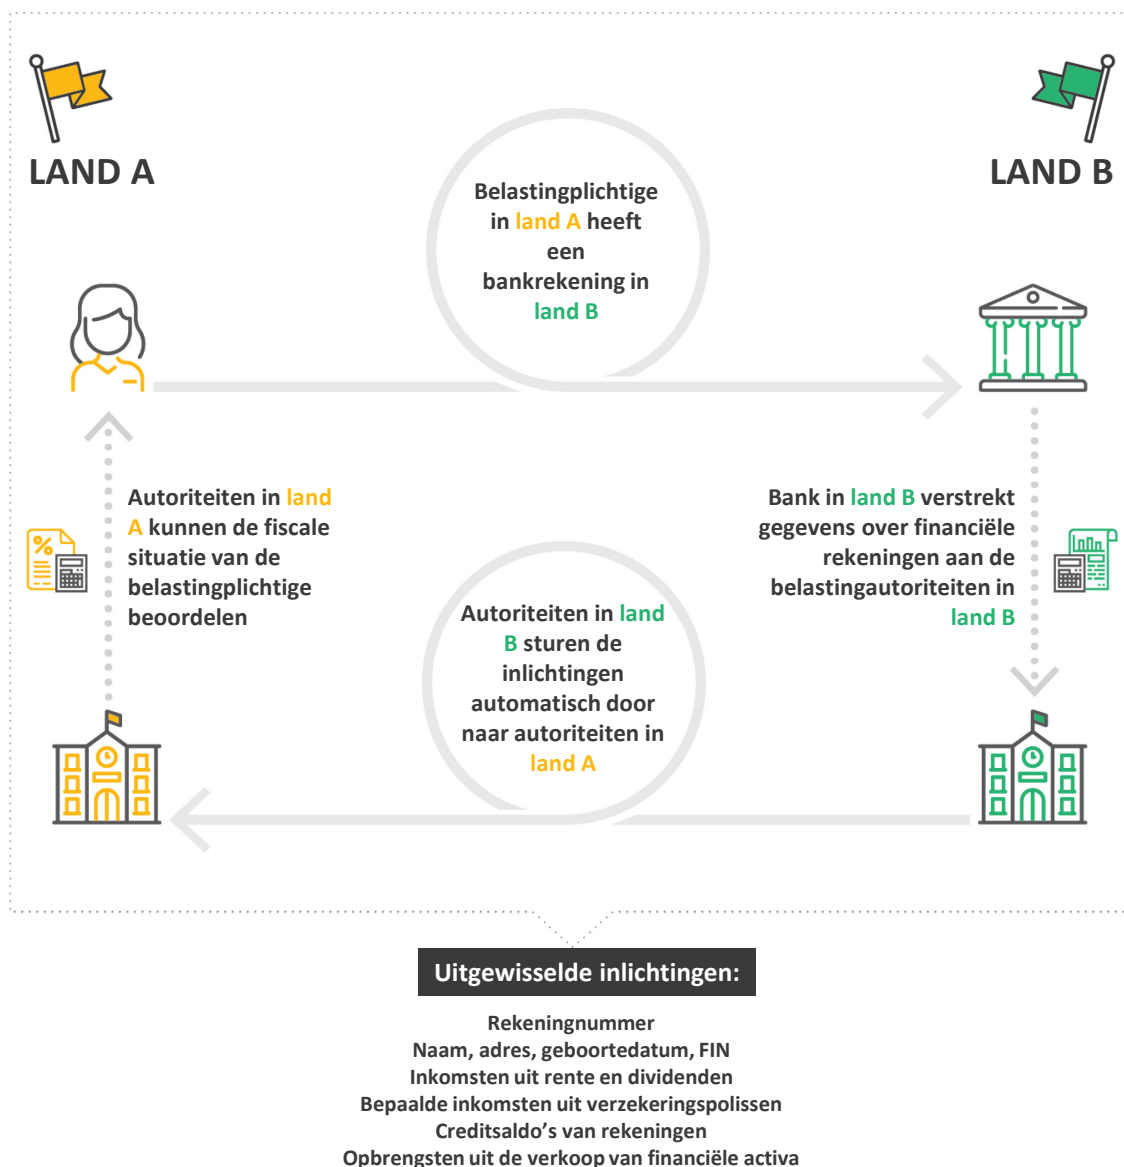 LAND A
LAND B
Belastingplichtige
in land A heeft
een
bankrekening in
land B
Autoriteiten in land
A kunnen de fiscale
situatie van de
belastingplichtige
beoordelen
Bank in land B verstrekt
gegevens over financiële
rekeningen aan de
belastingautoriteiten in
land B
Autoriteiten in land
B sturen de
inlichtingen
automatisch door
naar autoriteiten in
land A
Uitgewisselde inlichtingen:
Rekeningnummer
Naam, adres, geboortedatum, FIN
Inkomsten uit rente en dividenden
Bepaalde inkomsten uit verzekeringspolissen
Creditsaldo’s van rekeningen
Opbrengsten uit de verkoop van financiële activa